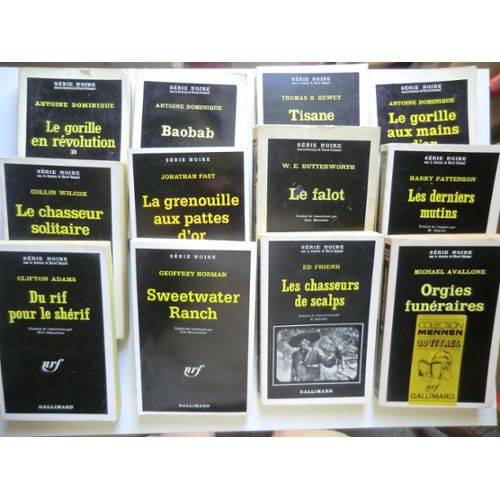 SÉRIE NOIRE
ANTOINE DOMINIQUE
Le gorille
en révolution
SÉRIE NOIRE
ANTOINE DOMINIQUE
Baobab
SÉRIE NOIRE
THOMAS B. DEWEY
Tisane
SÉRIE NOIRE
ANTOINE DOMINIQUE
Le gorille
aux mains
d'or
SÉRIE NOIRE
COLLIN WILCOX
Le chasseur
solitaire
SÉRIE NOIRE
JONATHAN FAST
La grenouille
aux pattes
d'or
SÉRIE NOIRE
W. E. BUTTERWORTH
Le falot
SÉRIE NOIRE
HARRY PATTERSON
Les derniers
mutins
SÉRIE NOIRE
CLIFTON ADAMS
Du rif
pour le shérif
nrf
GALLIMARD
SÉRIE NOIRE
GEOFFREY NORMAN
Sweetwater
Ranch
nrf
GALLIMARD
SÉRIE NOIRE
ED FRIEND
Les chasseurs
de scalps
GALLIMARD
SÉRIE NOIRE
MICHAEL AVALLONE
Orgies
funéraires
COLLECTION
MENNEN
30 TITRES
nrf
GALLIMARD